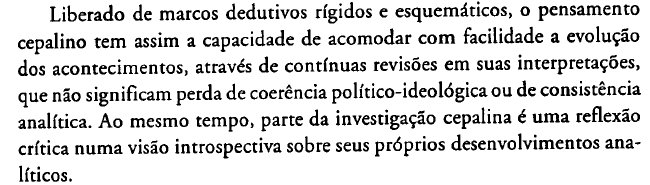 Liberado de marcos dedutivos rígidos e esquemáticos, o pensamento
cepalino tem assim a capacidade de acomodar com facilidade a evolução
dos acontecimentos, através de contínuas revisões em suas interpretações,
que não significam perda de coerência político-ideológica ou de consistência
analítica. Ao mesmo tempo, parte da investigação cepalina é uma reflexão
crítica numa visão introspectiva sobre seus próprios desenvolvimentos ana-
líticos.